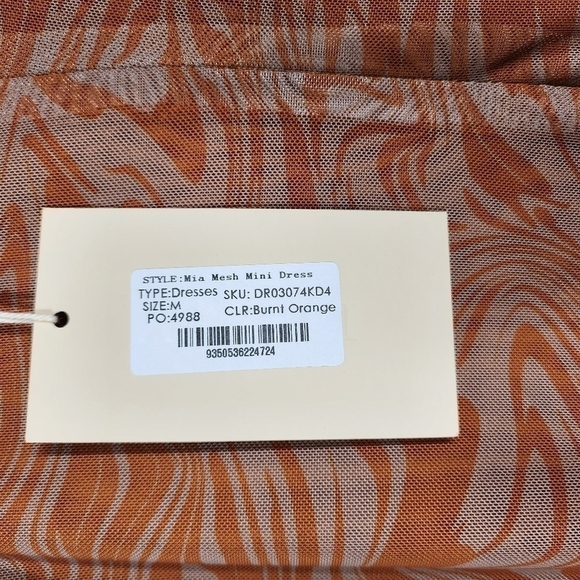 STYLE:Mia Mesh Mini Dress
TYPE:Dresses SKU: DR03074KD4
SIZE:M
PO:4988 CLR:Burnt Orange
9350536224724